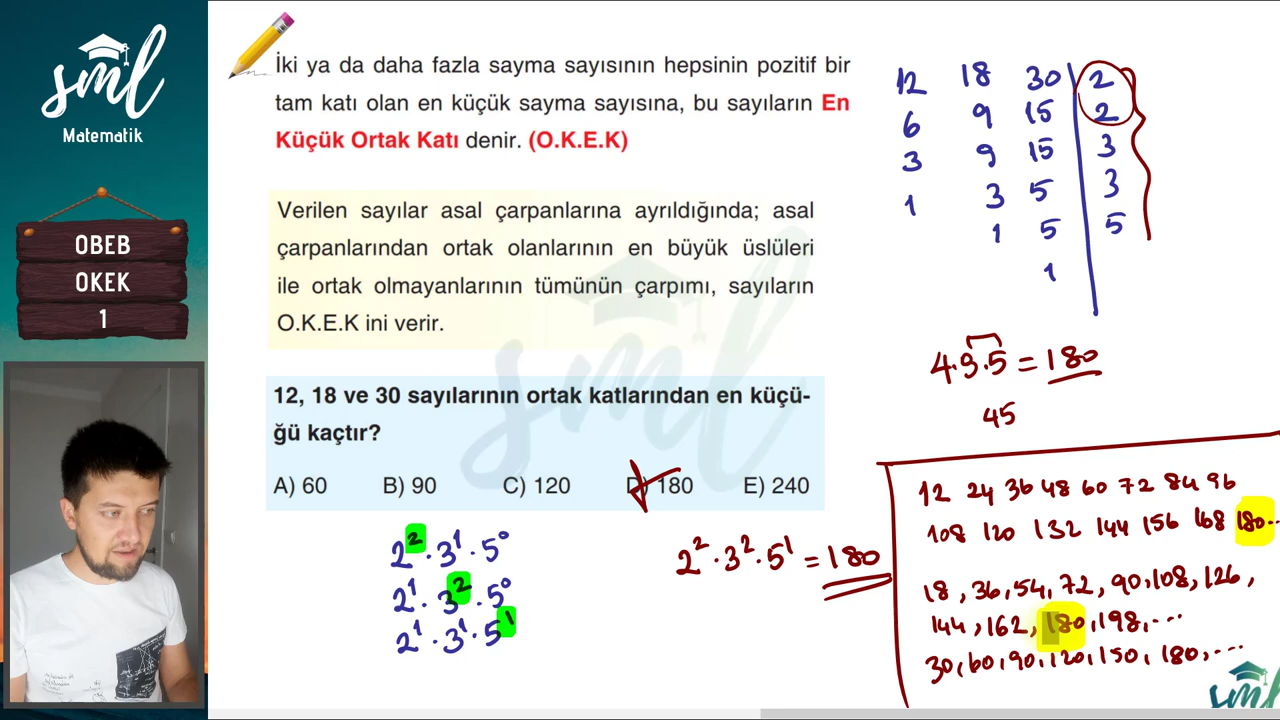 sml
Matematik
OBEB
OKEK
1
İki ya da daha fazla sayma sayısının hepsinin pozitif bir
tam katı olan en küçük sayma sayısına, bu sayıların En
Küçük Ortak Katı denir. (O.K.E.K)
Verilen sayılar asal çarpanlarına ayrıldığında; asal
çarpanlarından ortak olanlarının en büyük üslüleri
ile ortak olmayanlarının tümünün çarpımı, sayıların
O.K.E.K ini verir.
12, 18 ve 30 sayılarının ortak katlarından en küçü-
ğü kaçtır?
A) 60 B) 90 C) 120 D) 180 E) 240
2² · 3¹ · 5⁰
2¹ · 3² · 5⁰
2¹ · 3¹ · 5¹
2² · 3² · 5¹ = 180
12 18 30 2
6 9 15 2
3 9 15 3
1 3 5 3
1 5 5
1
4·9·5 = 180
45
12 24 36 48 60 72 84 96
108 120 132 144 156 168 180..
18, 36, 54, 72, 90, 108, 126,
144, 162, 180, 198, ...
30, 60, 90, 120, 150, 180, ...
sml